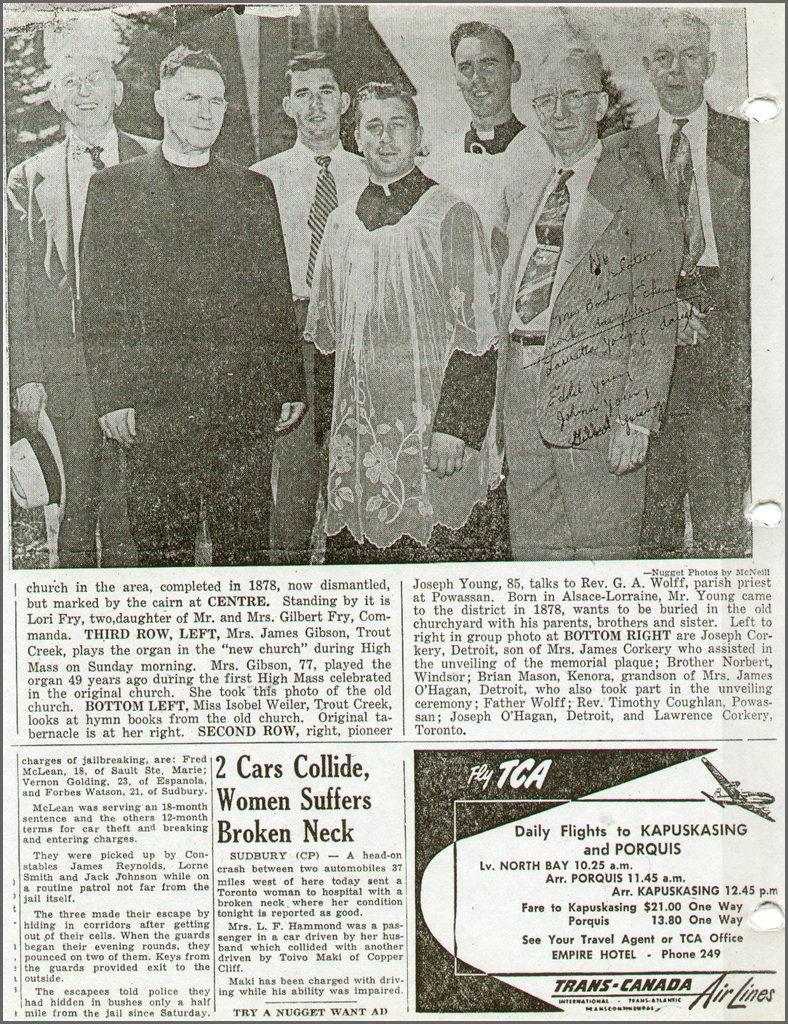 No
relation
Mrs Gordon
Lauretta Young
Eddie Young
John Young
Gilbert Young
—Nugget Photos by McNeill
church in the area, completed in 1878, now dismantled,
but marked by the cairn at CENTRE. Standing by it is
Lori Fry, two,daughter of Mr. and Mrs. Gilbert Fry, Com-
manda. THIRD ROW, LEFT, Mrs. James Gibson, Trout
Creek, plays the organ in the "new church" during High
Mass on Sunday morning. Mrs. Gibson, 77, played the
organ 49 years ago during the first High Mass celebrated
in the original church. She took this photo of the old
church. BOTTOM LEFT, Miss Isobel Weiler, Trout Creek,
looks at hymn books from the old church. Original ta-
bernacle is at her right. SECOND ROW, right, pioneer
Joseph Young, 85, talks to Rev. G. A. Wolff, parish priest
at Powassan. Born in Alsace-Lorraine, Mr. Young came
to the district in 1878, wants to be buried in the old
churchyard with his parents, brothers and sister. Left to
right in group photo at BOTTOM RIGHT are Joseph Cor-
kery, Detroit, son of Mrs. James Corkery who assisted in
the unveiling of the memorial plaque; Brother Norbert,
Windsor; Brian Mason, Kenora, grandson of Mrs. James
O'Hagan, Detroit, who also took part in the unveiling
ceremony; Father Wolff; Rev. Timothy Coughlan, Powas-
san; Joseph O'Hagan, Detroit, and Lawrence Corkery,
Toronto.
charges of jailbreaking, are: Fred
McLean, 18, of Sault Ste. Marie;
Vernon Golding, 23, of Espanola,
and Forbes Watson, 21, of Sudbury.
McLean was serving an 18-month
sentence and the others 12-month
terms for car theft and breaking
and entering charges.
They were picked up by Con-
stables James Reynolds, Lorne
Smith and Jack Johnson while on
a routine patrol not far from the
jail itself.
The three made their escape by
hiding in corridors after getting
out of their cells. When the guards
began their evening rounds, they
pounced on two of them. Keys from
the guards provided exit to the
outside.
The escapees told police they
had hidden in bushes only a half
mile from the jail since Saturday.
2 Cars Collide,
Women Suffers
Broken Neck
SUDBURY (CP) — A head-on
crash between two automobiles 37
miles west of here today sent a
Toronto woman to hospital with a
broken neck where her condition
tonight is reported as good.
Mrs. L. F. Hammond was a pas-
senger in a car driven by her hus-
band which collided with another
driven by Toivo Maki of Copper
Cliff.
Maki has been charged with driv-
ing while his ability was impaired.
TRY A NUGGET WANT AD
Fly TCA
Daily Flights to KAPUSKASING
and PORQUIS
Lv. NORTH BAY 10.25 a.m.
Arr. PORQUIS 11.45 a.m.
Arr. KAPUSKASING 12.45 p.m
Fare to Kapuskasing $21.00 One Way
Porquis 13.80 One Way
See Your Travel Agent or TCA Office
EMPIRE HOTEL - Phone 249
TRANS-CANADA Air Lines
INTERNATIONAL · TRANS-ATLANTIC
TRANSCONTINENTAL